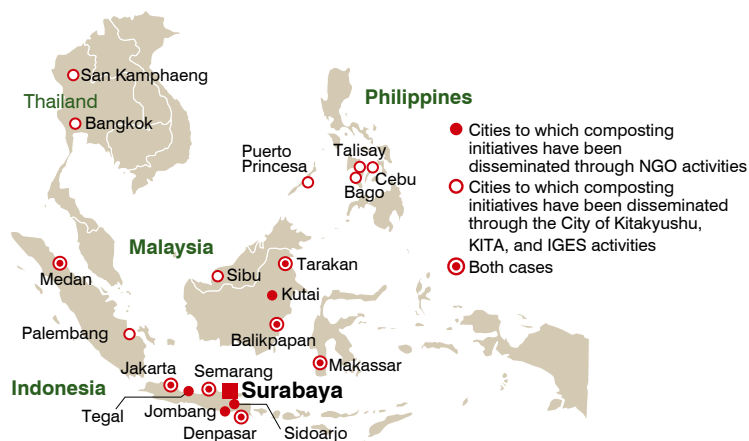 San Kamphaeng
Thailand
Bangkok
Philippines
Puerto
Princesa
Talisay
Cebu
Bago
Cities to which composting
initiatives have been
disseminated through NGO activities
Cities to which composting
initiatives have been disseminated
through the City of Kitakyushu,
KITA, and IGES activities
Both cases
Malaysia
Medan
Sibu
Tarakan
Kutai
Palembang
Balikpapan
Makassar
Jakarta
Semarang
Indonesia
Surabaya
Tegal
Jombang
Denpasar
Sidoarjo